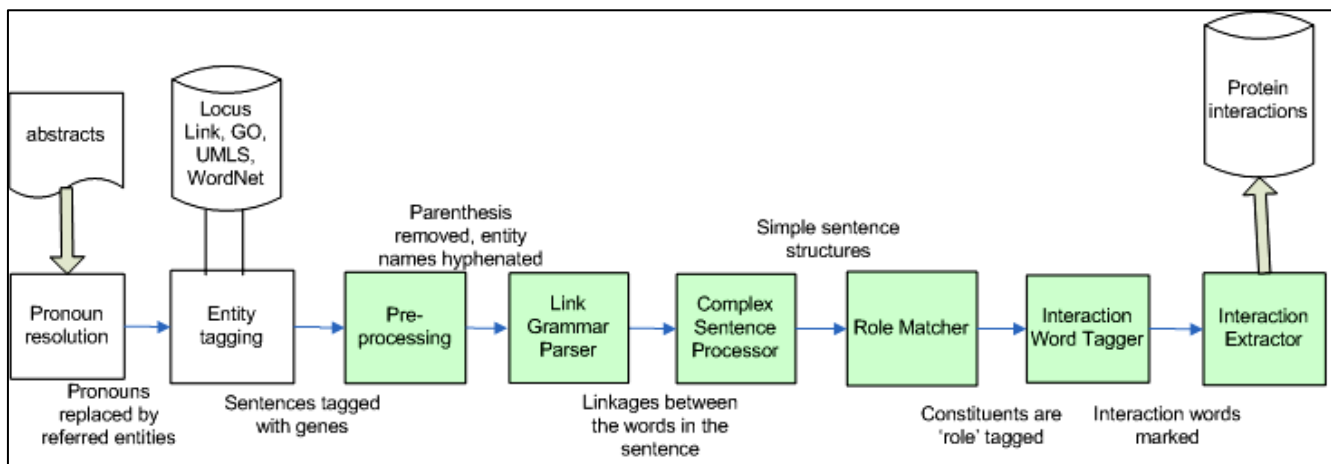 abstracts
Locus
Link, GO,
UMLS,
WordNet
Protein
interactions
Parenthesis
removed, entity
names hyphenated
Simple sentence
structures
Pronoun
resolution
Entity
tagging
Pre-
processing
Link
Grammar
Parser
Complex
Sentence
Processor
Role Matcher
Interaction
Word Tagger
Interaction
Extractor
Pronouns
replaced by
referred entities
Sentences tagged
with genes
Linkages between
the words in the
sentence
Constituents are
'role' tagged
Interaction words
marked